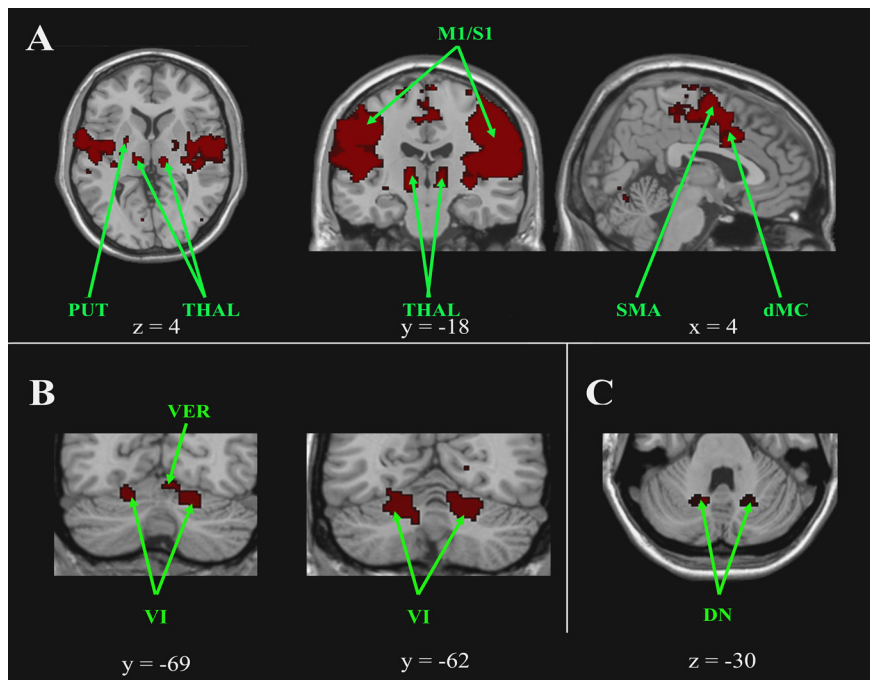 A
M1/S1
PUT THAL THAL SMA dMC
z = 4 y = -18 x = 4
B C
VER
VI VI DN
y = -69 y = -62 z = -30